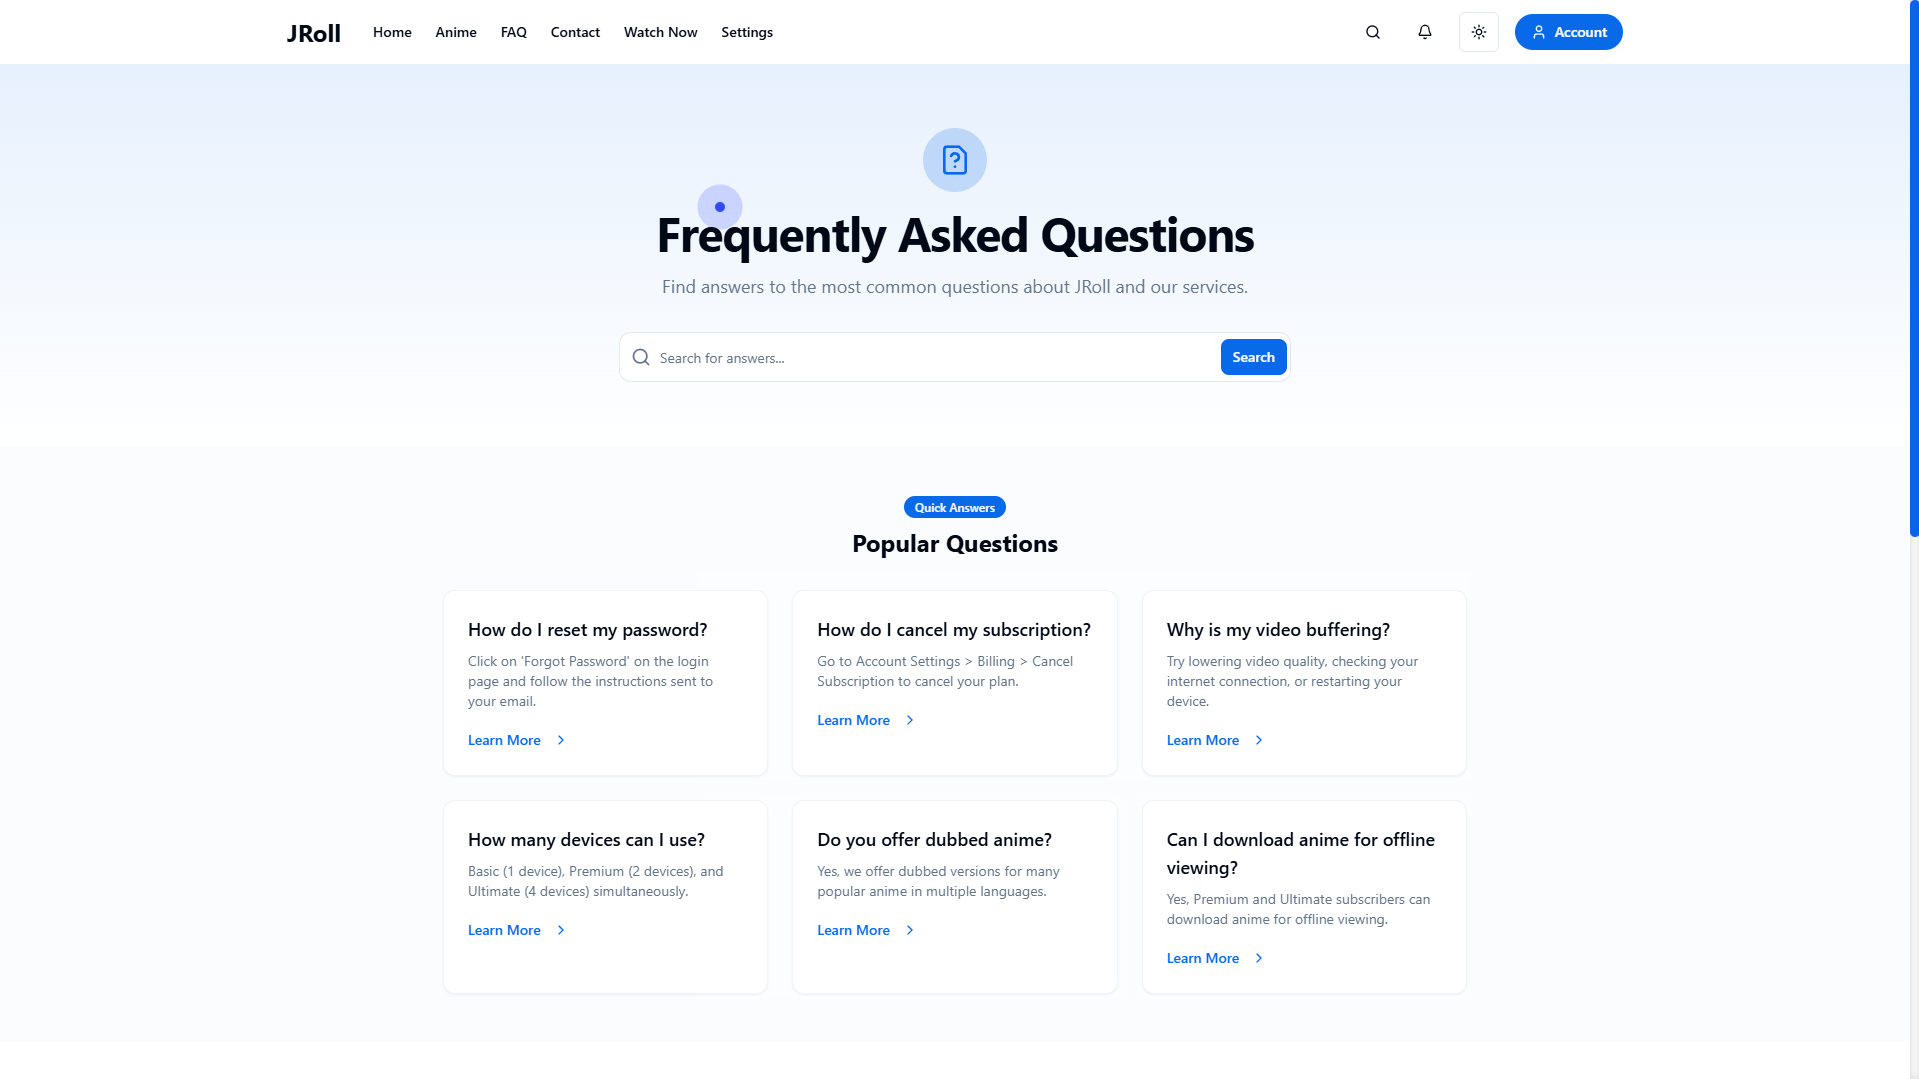 JRoll
Home
Anime
FAQ
Contact
Watch Now
Settings
Account
Frequently Asked Questions
Find answers to the most common questions about JRoll and our services.
Search for answers...
Search
Quick Answers
Popular Questions
How do I reset my password?
Click on 'Forgot Password' on the login
page and follow the instructions sent to
your email.
Learn More
How do I cancel my subscription?
Go to Account Settings > Billing > Cancel
Subscription to cancel your plan.
Learn More
Why is my video buffering?
Try lowering video quality, checking your
internet connection, or restarting your
device.
Learn More
How many devices can I use?
Basic (1 device), Premium (2 devices), and
Ultimate (4 devices) simultaneously.
Learn More
Do you offer dubbed anime?
Yes, we offer dubbed versions for many
popular anime in multiple languages.
Learn More
Can I download anime for offline
viewing?
Yes, Premium and Ultimate subscribers can
download anime for offline viewing.
Learn More